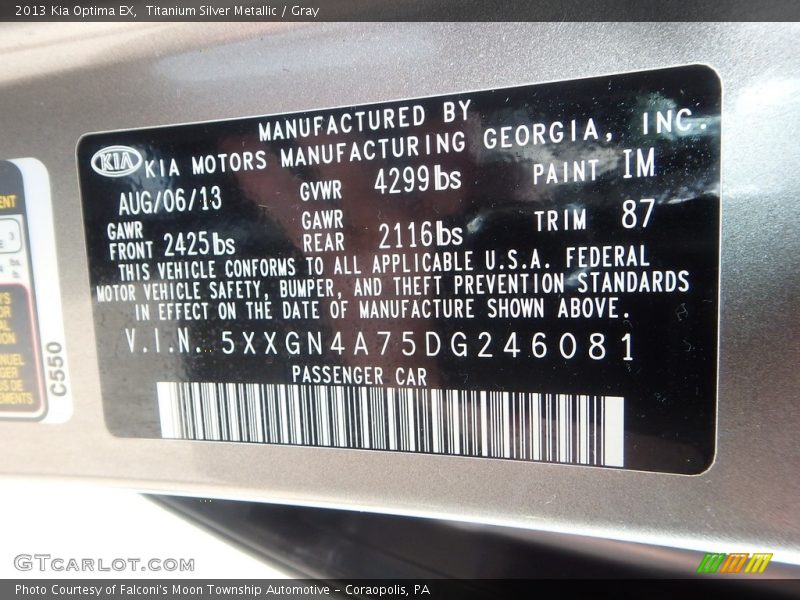 2013 Kia Optima EX, Titanium Silver Metallic / Gray
MANUFACTURED BY
KIA KIA MOTORS MANUFACTURING GEORGIA, INC.
AUG/06/13 GVWR 4299lbs PAINT IM
GAWR FRONT 2425lbs GAWR REAR 2116lbs TRIM 87
THIS VEHICLE CONFORMS TO ALL APPLICABLE U.S.A. FEDERAL
MOTOR VEHICLE SAFETY, BUMPER, AND THEFT PREVENTION STANDARDS
IN EFFECT ON THE DATE OF MANUFACTURE SHOWN ABOVE.
V.I.N. 5XXGN4A75DG246081
PASSENGER CAR
C550
GTcarlot.com
Photo Courtesy of Falconi's Moon Township Automotive - Coraopolis, PA